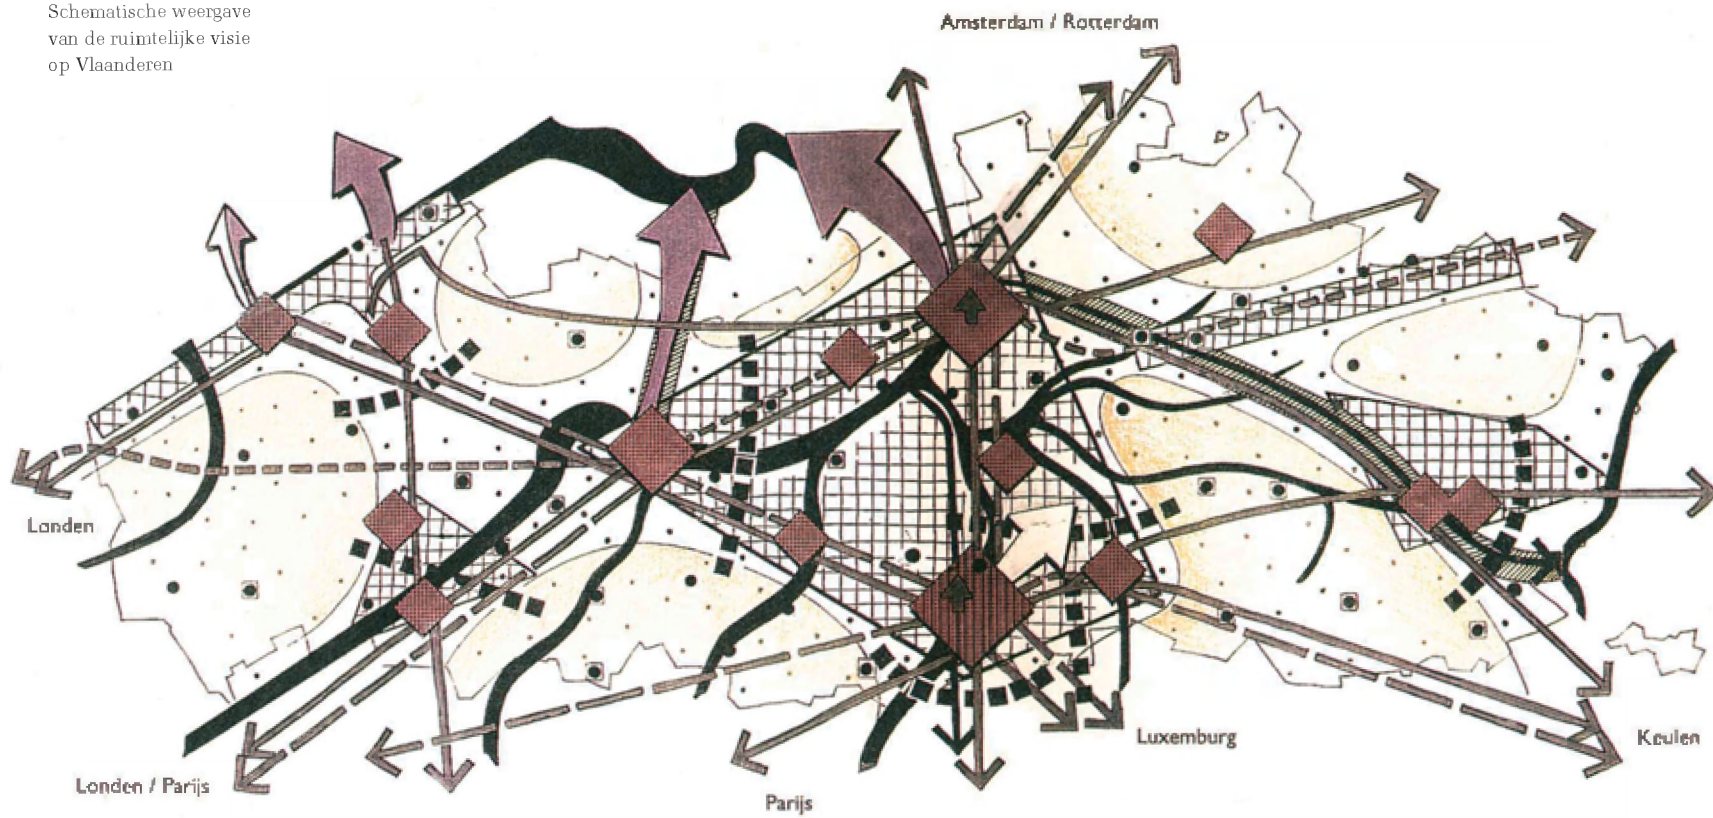 Schematische weergave
van de ruimtelijke visie
op Vlaanderen
Amsterdam / Rotterdam
Londen
Londen / Parijs
Parijs
Luxemburg
Keulen